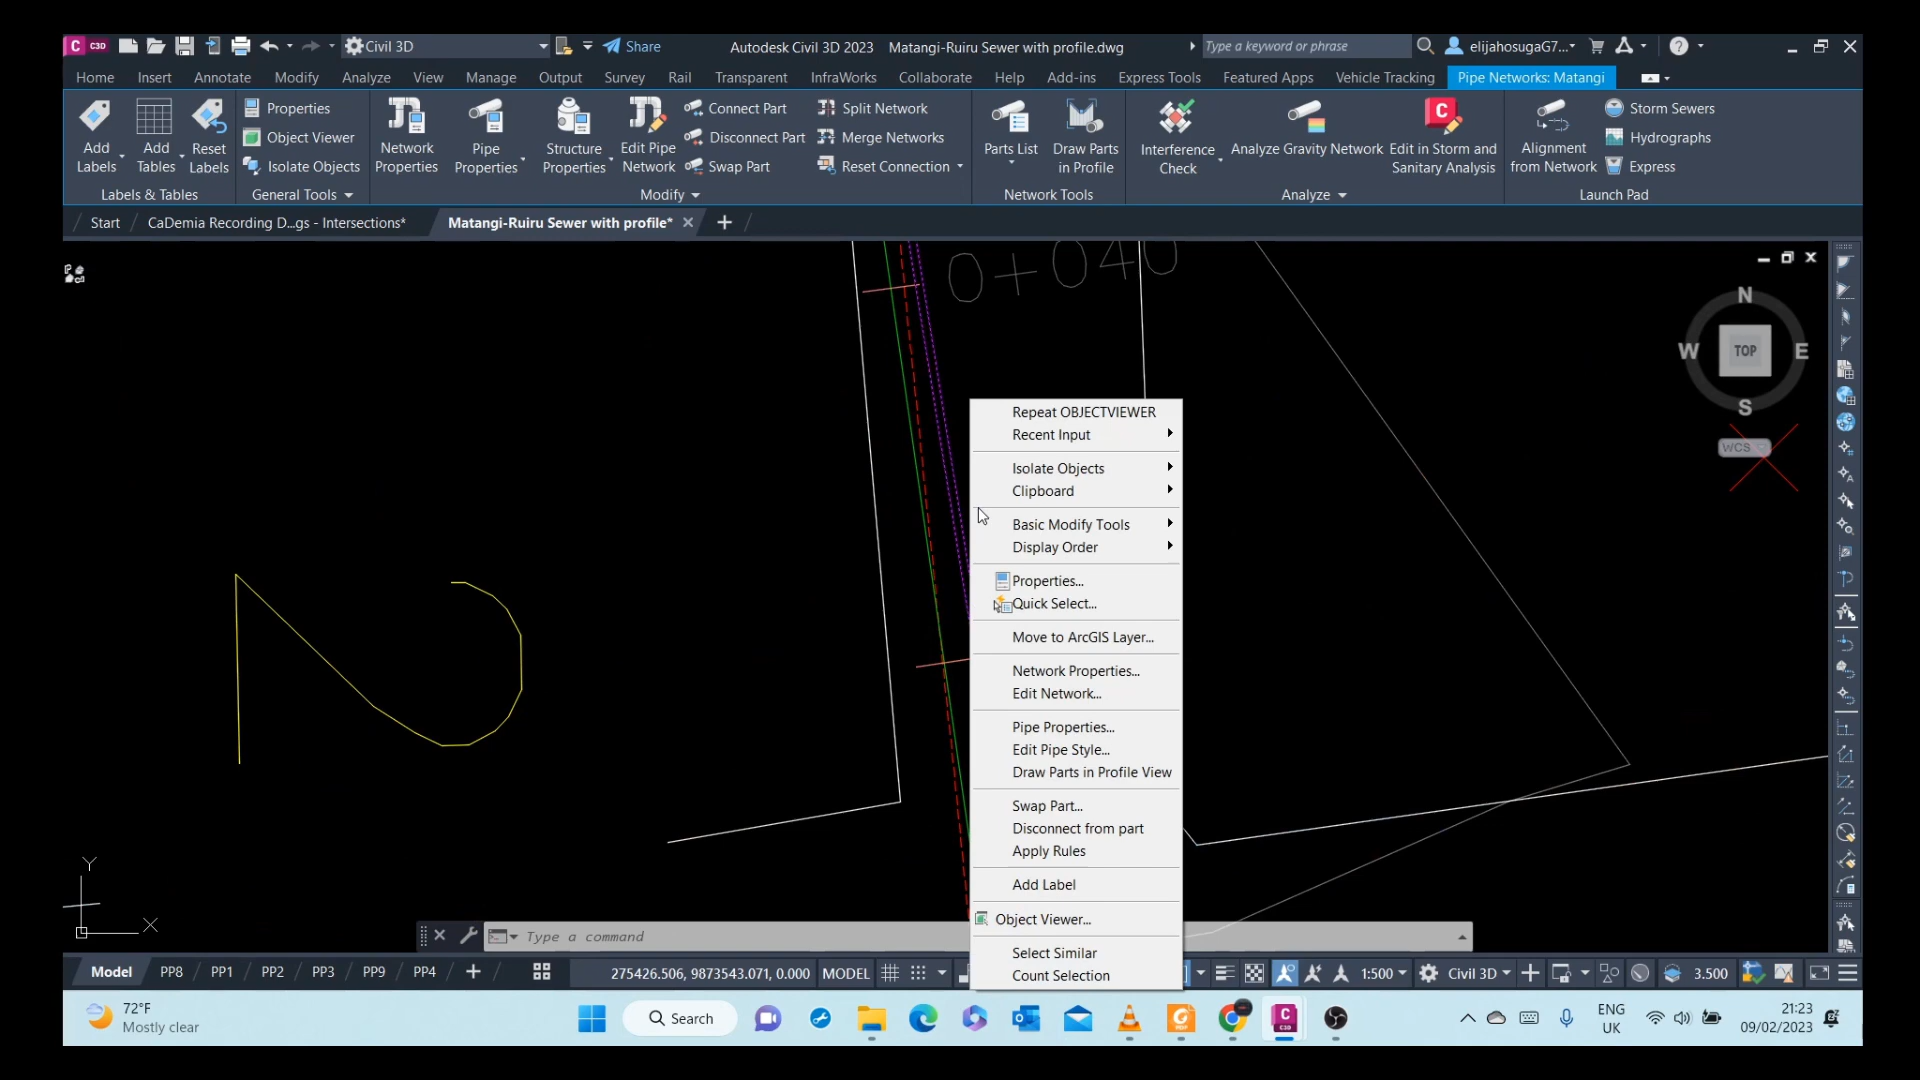 C C3D Civil 3D Share Autodesk Civil 3D 2023 Matangi-Ruiru Sewer with profile.dwg Type a keyword or phrase elijahosugaG7... ?
Home Insert Annotate Modify Analyze View Manage Output Survey Rail Transparent InfraWorks Collaborate Help Add-ins Express Tools Featured Apps Vehicle Tracking Pipe Networks: Matangi
Properties Connect Part Split Network Storm Sewers
Object Viewer Disconnect Part Merge Networks Hydrographs
Add Labels Add Tables Reset Labels Isolate Objects Network Properties Pipe Properties Structure Properties Edit Pipe Network Swap Part Reset Connection Parts List Draw Parts in Profile Interference Check Analyze Gravity Network Edit in Storm and Sanitary Analysis Alignment from Network Express
Labels & Tables General Tools Modify Network Tools Analyze Launch Pad
Start CaDemia Recording D...gs - Intersections* Matangi-Ruiru Sewer with profile*
0+040
N
W TOP E
S
WCS
Repeat OBJECTVIEWER
Recent Input
Isolate Objects
Clipboard
Basic Modify Tools
Display Order
Properties...
Quick Select...
Move to ArcGIS Layer...
Network Properties...
Edit Network...
Pipe Properties...
Edit Pipe Style...
Draw Parts in Profile View
Swap Part...
Disconnect from part
Apply Rules
Add Label
Object Viewer...
Select Similar
Count Selection
Y
X
Type a command
Model PP8 PP1 PP2 PP3 PP9 PP4 275426.506, 9873543.071, 0.000 MODEL 1:500 Civil 3D 3.500
72°F
Mostly clear
Search
ENG
UK
21:23
09/02/2023